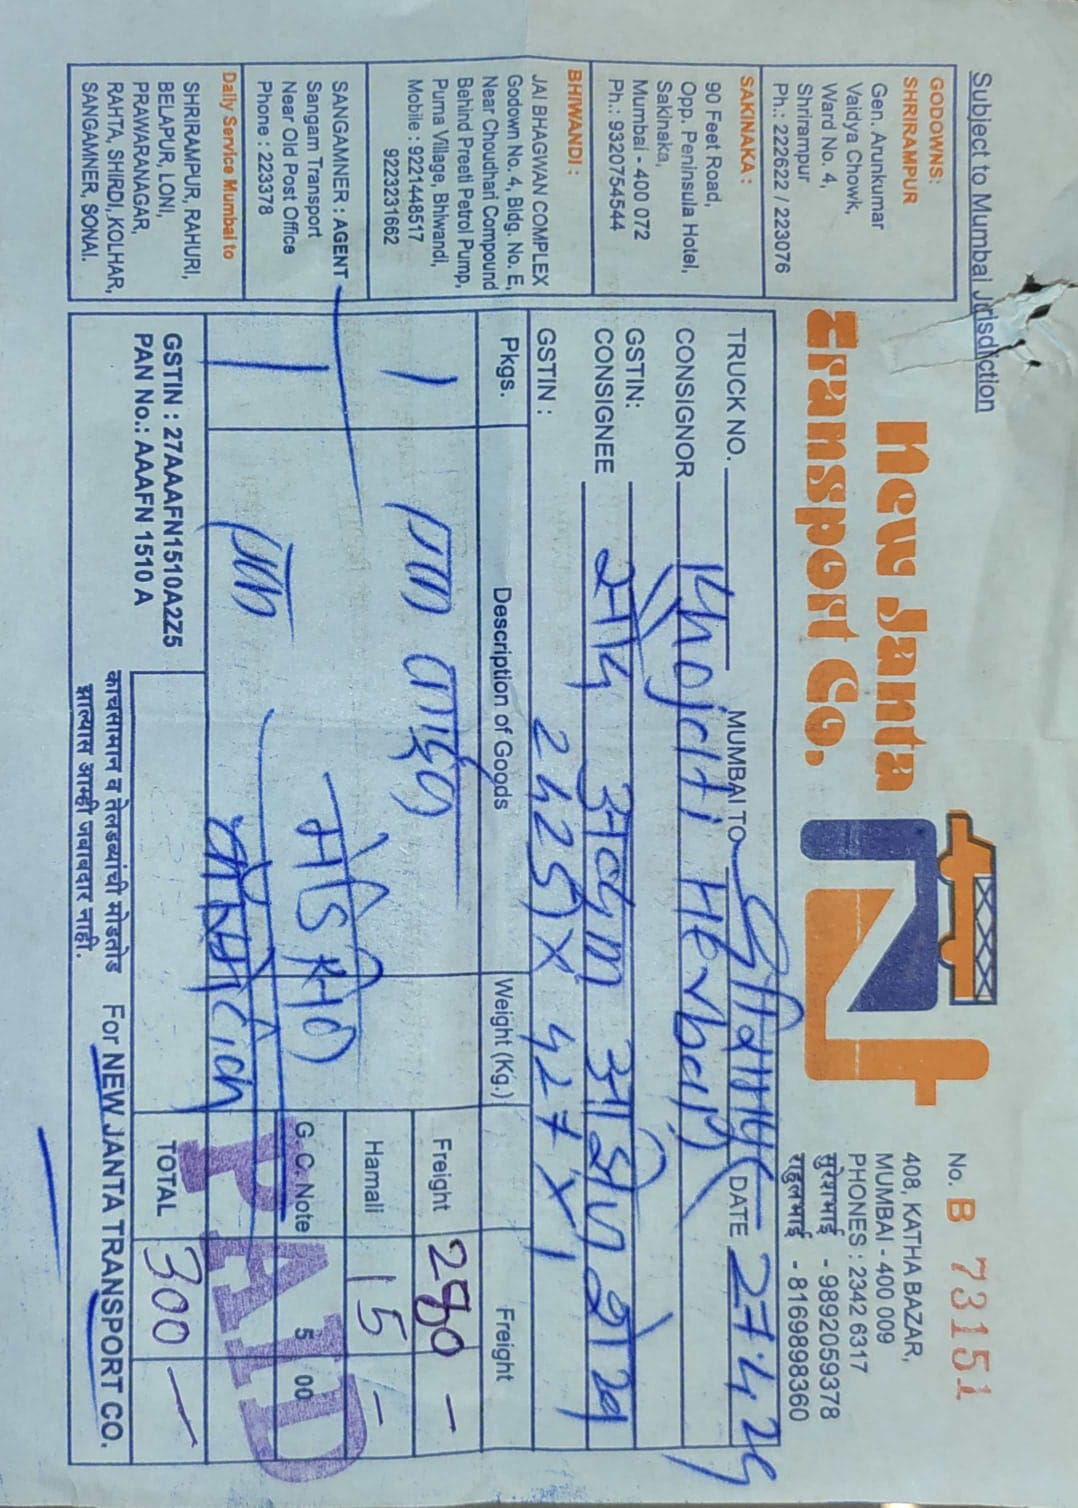 Subject to Mumbai Jirisdiction
New Janta
Transport Co.
No. B 73151
408, KATHA BAZAR,
MUMBAI - 400 009
PHONES : 2342 6317
सुरेशभाई - 9892059378
राहुलभाई - 8169898360
GODOWNS:
SHRIRAMPUR
Gen. Arunkumar
Vaidya Chowk,
Ward No. 4,
Shrirampur
Ph.: 222622 / 223076
SAKINAKA :
90 Feet Road,
Opp. Peninsula Hotel,
Sakinaka,
Mumbai - 400 072
Ph.: 9320754544
BHIWANDI :
JAI BHAGWAN COMPLEX
Godown No. 4, Bldg. No. E,
Near Choudhari Compound
Behind Preeti Petrol Pump,
Purna Village, Bhiwandi,
Mobile : 9221448517
9223231662
SANGAMNER : AGENT
Sangam Transport
Near Old Post Office
Phone : 223378
Daily Service Mumbai to
SHRIRAMPUR, RAHURI,
BELAPUR, LONI,
PRAWARANAGAR,
RAHTA, SHIRDI, KOLHAR,
SANGAMNER, SONAI.
TRUCK NO. MUMBAI TO DATE 27.4.25
CONSIGNOR Herbal
GSTIN:
CONSIGNEE
GSTIN :
Pkgs. Description of Goods Weight (Kg.) Freight
1
Freight 280 -
Hamali 15 -
G. C. Note 5 00
1
TOTAL 300 -
PAID
GSTIN : 27AAAFN1510A2Z5
PAN No.: AAAFN 1510 A
काचसामान व तेलडब्यांची मोडतोड
झाल्यास आम्ही जवाबदार नाही.
For NEW JANTA TRANSPORT CO.